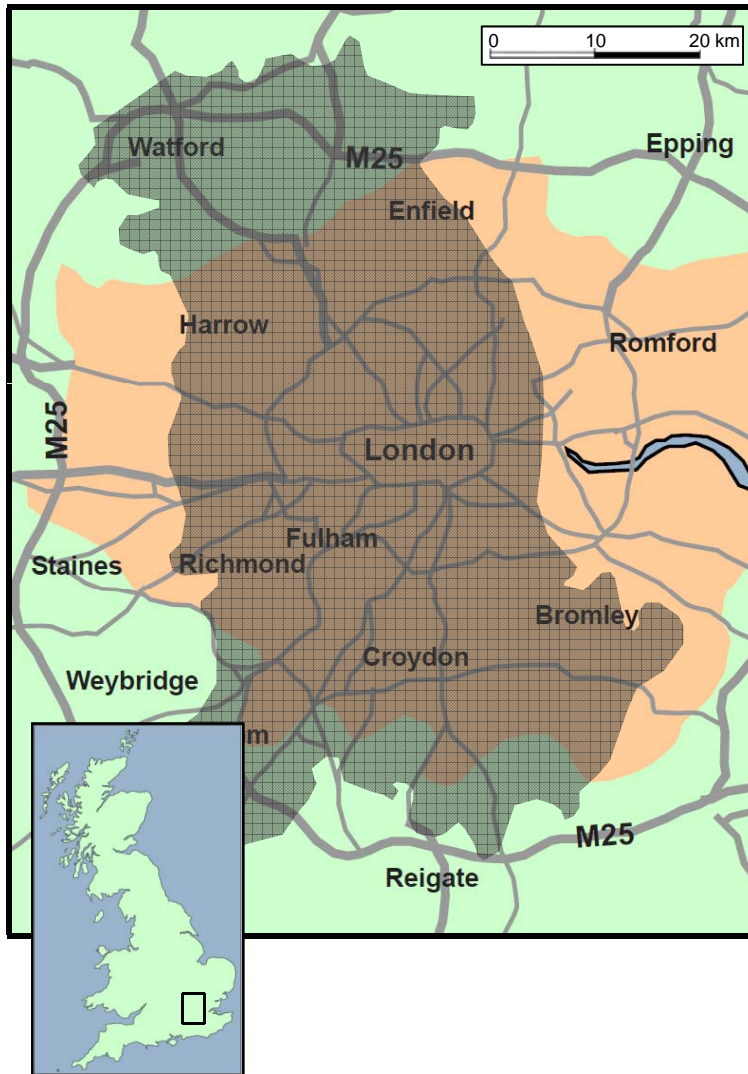 0 10 20 km
Watford
M25
Epping
Enfield
Harrow
Romford
M25
London
Fulham
Staines
Richmond
Bromley
Croydon
Weybridge
M25
Reigate